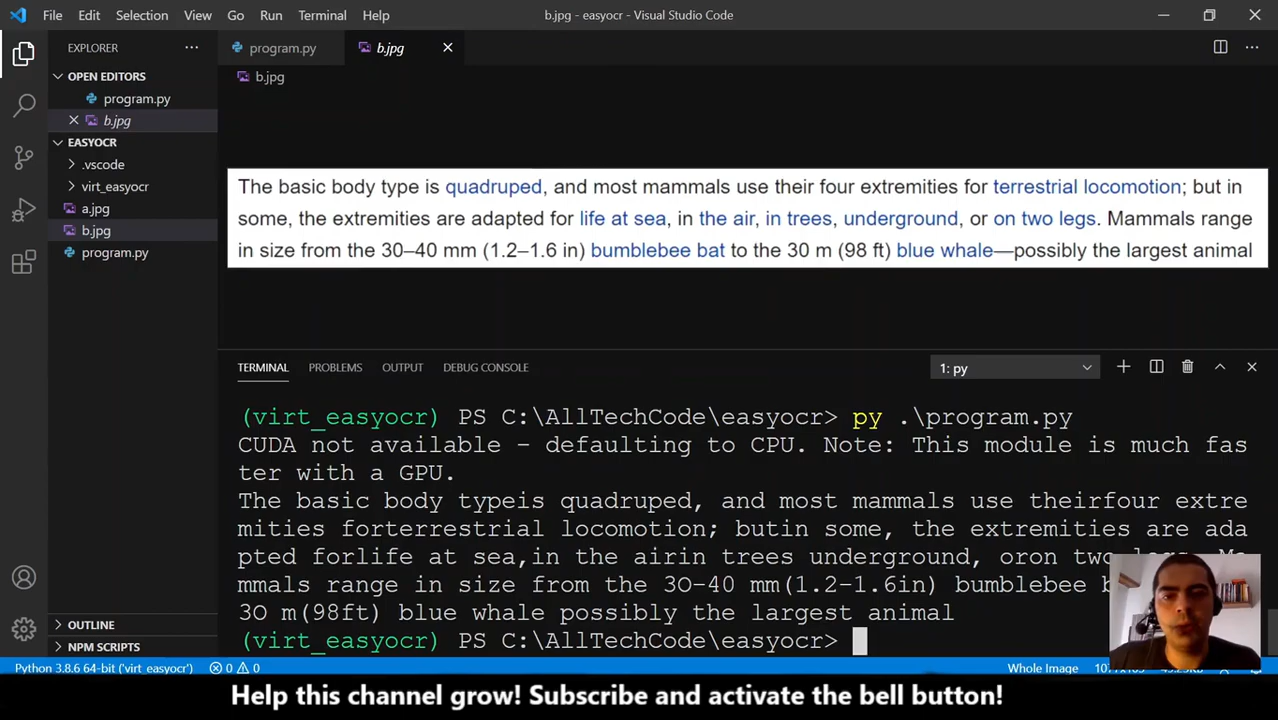 File Edit Selection View Go Run Terminal Help b.jpg - easyocr - Visual Studio Code
EXPLORER
OPEN EDITORS
program.py
b.jpg
EASYOCR
.vscode
virt_easyocr
a.jpg
b.jpg
program.py
OUTLINE
NPM SCRIPTS
program.py b.jpg
b.jpg
The basic body type is quadruped, and most mammals use their four extremities for terrestrial locomotion; but in
some, the extremities are adapted for life at sea, in the air, in trees, underground, or on two legs. Mammals range
in size from the 30–40 mm (1.2–1.6 in) bumblebee bat to the 30 m (98 ft) blue whale—possibly the largest animal
TERMINAL PROBLEMS OUTPUT DEBUG CONSOLE 1: py
(virt_easyocr) PS C:\AllTechCode\easyocr> py .\program.py
CUDA not available - defaulting to CPU. Note: This module is much fas
ter with a GPU.
The basic body typeis quadruped, and most mammals use theirfour extre
mities forterrestrial locomotion; butin some, the extremities are ada
pted forlife at sea,in the airin trees underground, oron two
mmals range in size from the 3O-40 mm(1.2-1.6in) bumblebee
3O m(98ft) blue whale possibly the largest animal
(virt_easyocr) PS C:\AllTechCode\easyocr>
Python 3.8.6 64-bit ('virt_easyocr') 0 0 Whole Image
Help this channel grow! Subscribe and activate the bell button!